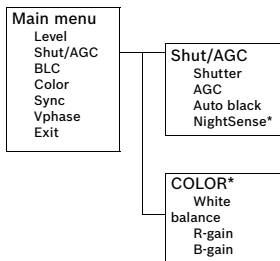 Main menu
Level
Shut/AGC
BLC
Color
Sync
Vphase
Exit
Shut/AGC
Shutter
AGC
Auto black
NightSense*
COLOR*
White
balance
R-gain
B-gain